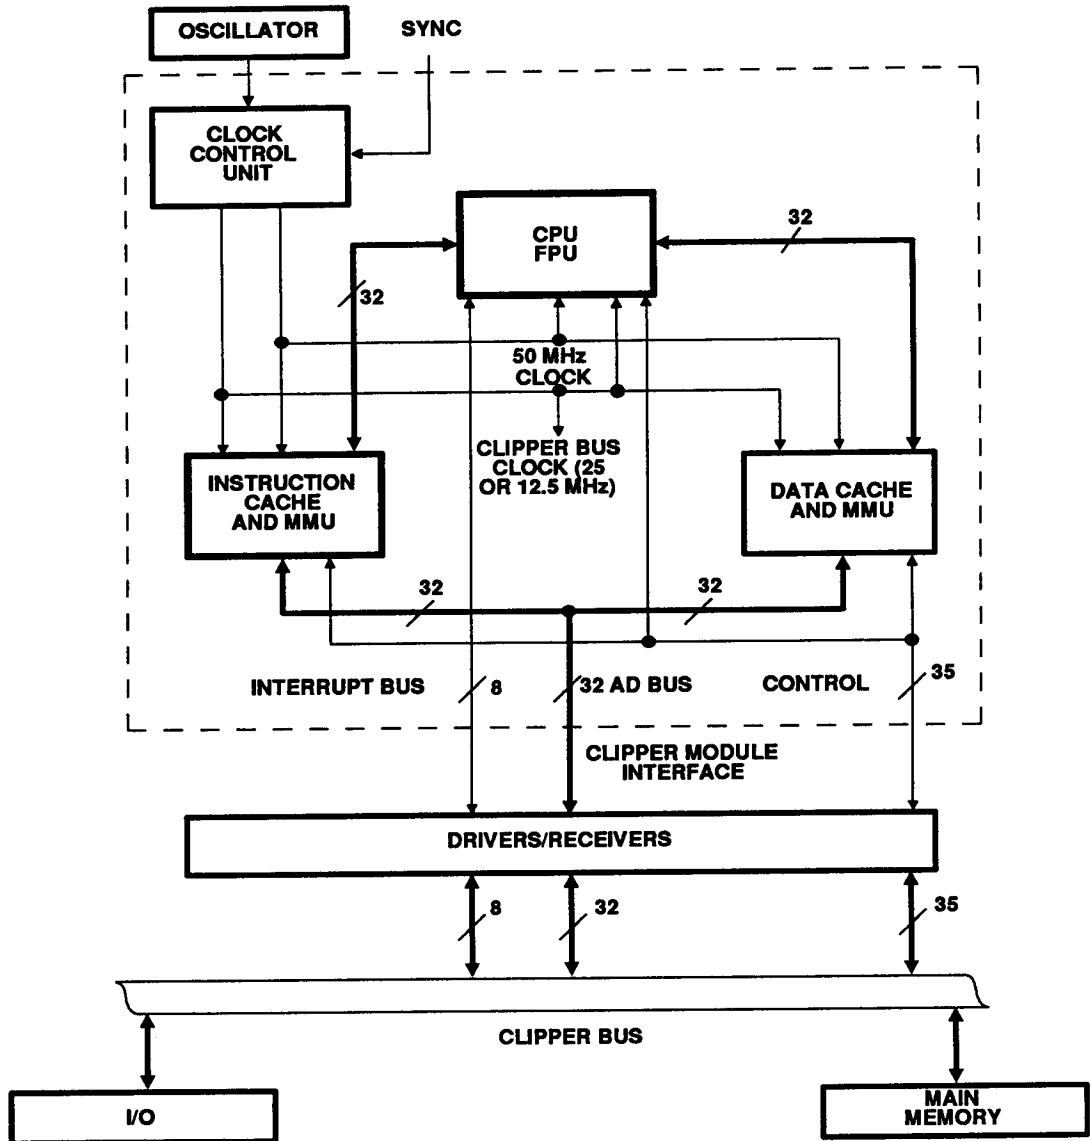 OSCILLATOR
SYNC
CLOCK
CONTROL
UNIT
CPU
FPU
32
32
50 MHz
CLOCK
CLIPPER BUS
CLOCK (25
OR 12.5 MHz)
INSTRUCTION
CACHE
AND MMU
DATA CACHE
AND MMU
32
32
INTERRUPT BUS
8
32 AD BUS
CONTROL
35
CLIPPER MODULE
INTERFACE
DRIVERS/RECEIVERS
8
32
35
CLIPPER BUS
I/O
MAIN
MEMORY